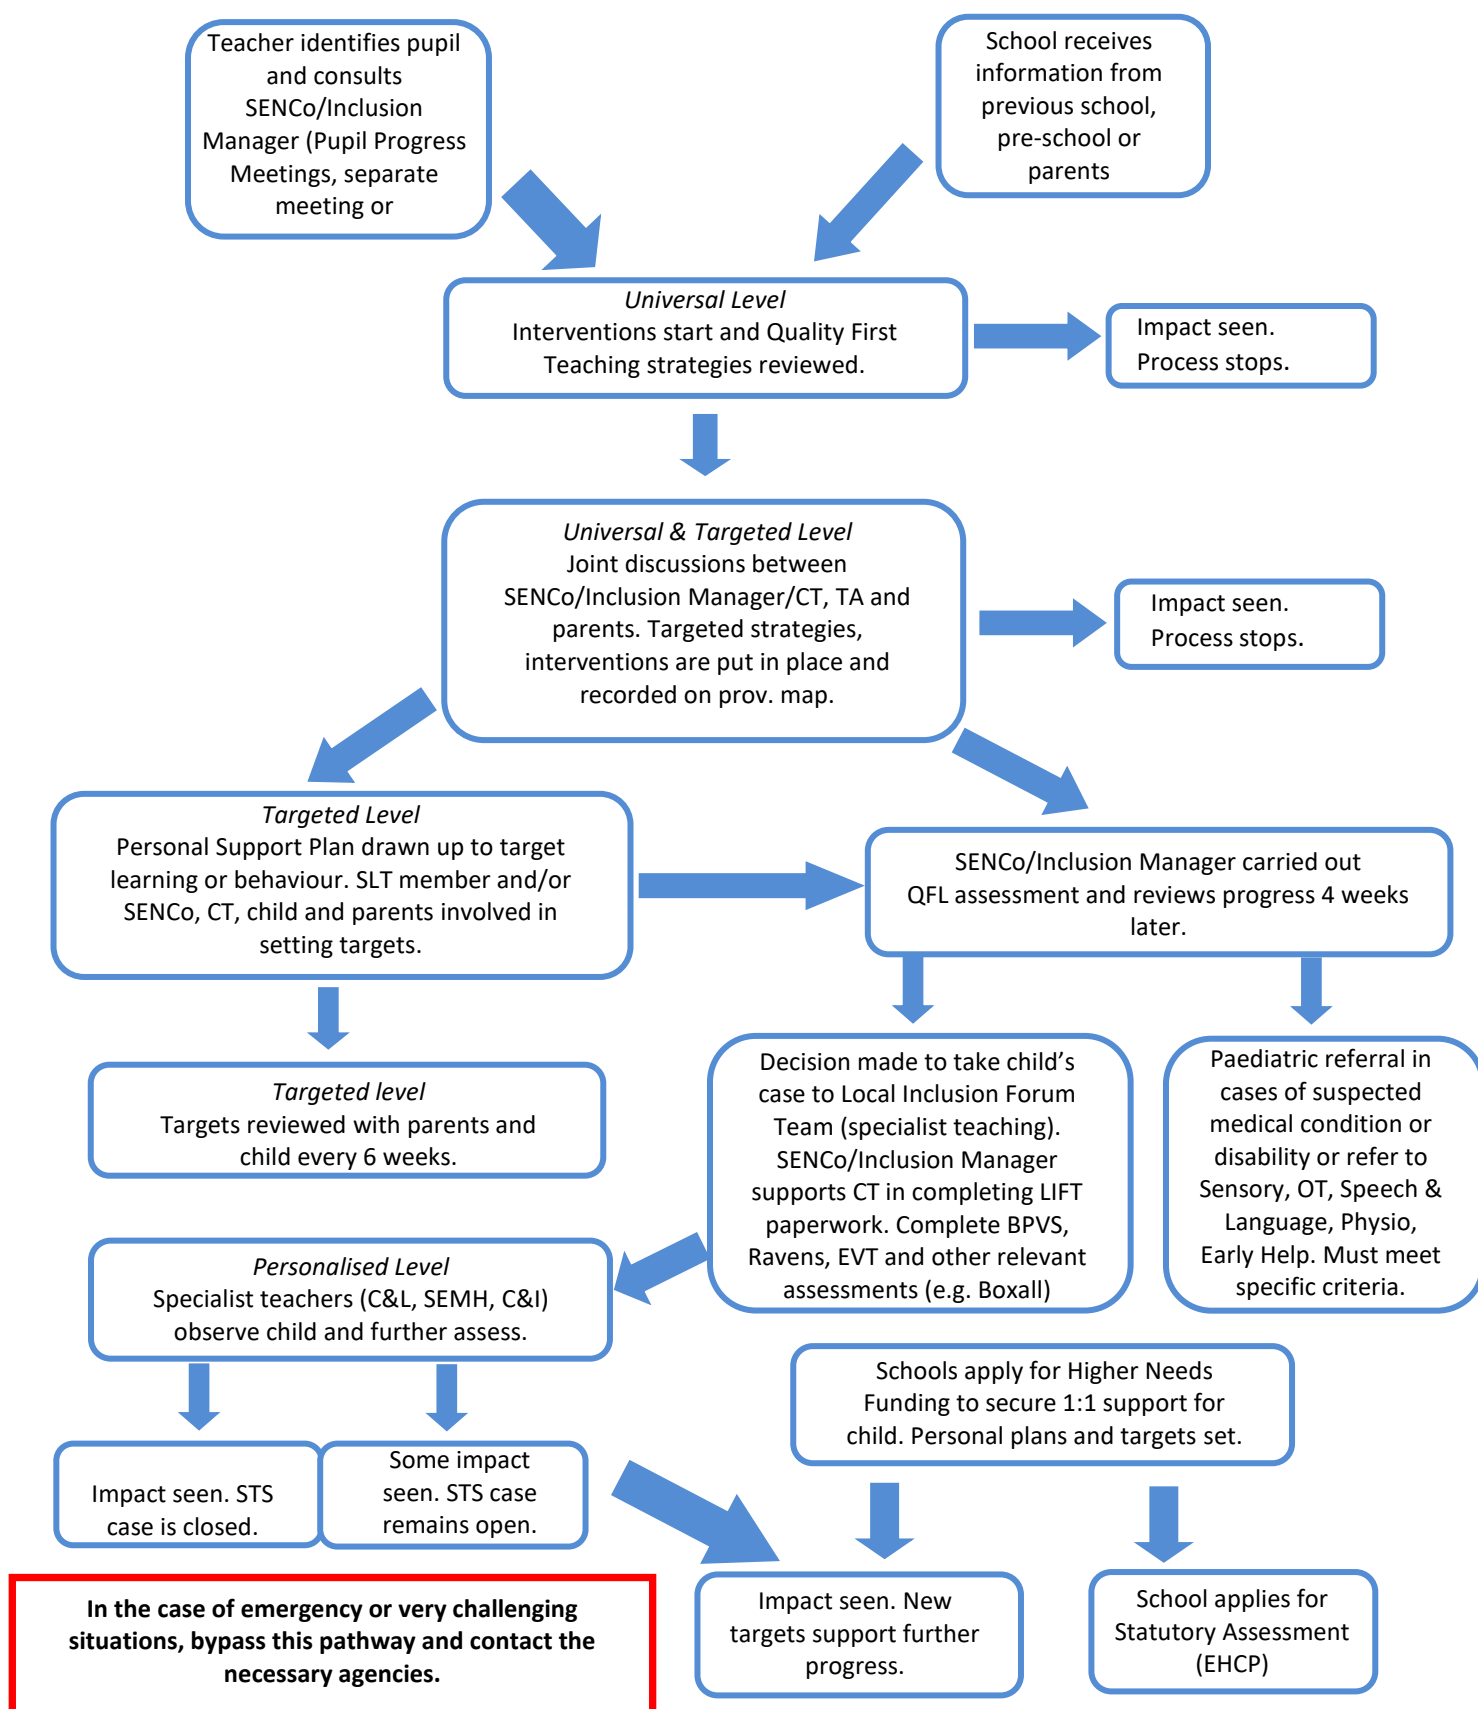 Teacher identifies pupil
and consults
SENCo/Inclusion
Manager (Pupil Progress
Meetings, separate
meeting or
School receives
information from
previous school,
pre-school or
parents
Universal Level
Interventions start and Quality First
Teaching strategies reviewed.
Impact seen.
Process stops.
Universal & Targeted Level
Joint discussions between
SENCo/Inclusion Manager/CT, TA and
parents. Targeted strategies,
interventions are put in place and
recorded on prov. map.
Impact seen.
Process stops.
Targeted Level
Personal Support Plan drawn up to target
learning or behaviour. SLT member and/or
SENCo, CT, child and parents involved in
setting targets.
SENCo/Inclusion Manager carried out
QFL assessment and reviews progress 4 weeks
later.
Targeted level
Targets reviewed with parents and
child every 6 weeks.
Decision made to take child’s
case to Local Inclusion Forum
Team (specialist teaching).
SENCo/Inclusion Manager
supports CT in completing LIFT
paperwork. Complete BPVS,
Ravens, EVT and other relevant
assessments (e.g. Boxall)
Paediatric referral in
cases of suspected
medical condition or
disability or refer to
Sensory, OT, Speech &
Language, Physio,
Early Help. Must meet
specific criteria.
Personalised Level
Specialist teachers (C&L, SEMH, C&I)
observe child and further assess.
Schools apply for Higher Needs
Funding to secure 1:1 support for
child. Personal plans and targets set.
Impact seen. STS
case is closed.
Some impact
seen. STS case
remains open.
In the case of emergency or very challenging
situations, bypass this pathway and contact the
necessary agencies.
Impact seen. New
targets support further
progress.
School applies for
Statutory Assessment
(EHCP)